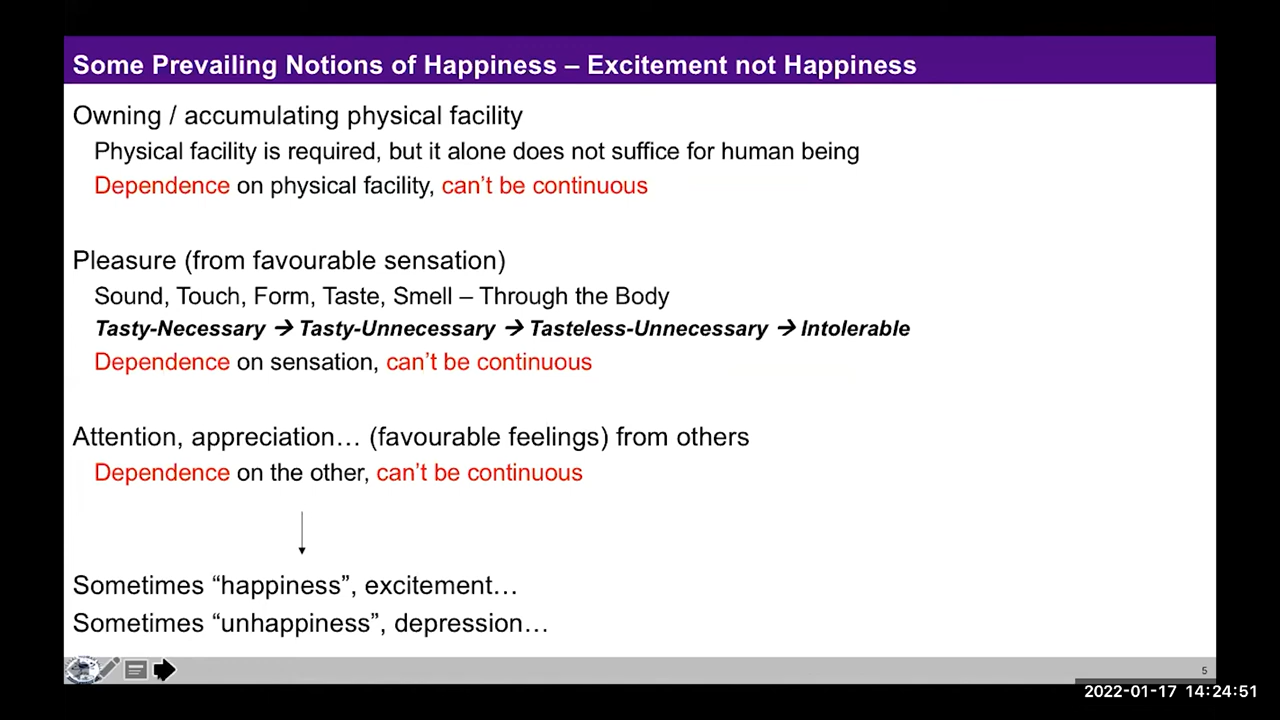 Some Prevailing Notions of Happiness – Excitement not Happiness
Owning / accumulating physical facility
Physical facility is required, but it alone does not suffice for human being
Dependence on physical facility, can’t be continuous
Pleasure (from favourable sensation)
Sound, Touch, Form, Taste, Smell – Through the Body
Tasty-Necessary → Tasty-Unnecessary → Tasteless-Unnecessary → Intolerable
Dependence on sensation, can’t be continuous
Attention, appreciation… (favourable feelings) from others
Dependence on the other, can’t be continuous
Sometimes “happiness”, excitement…
Sometimes “unhappiness”, depression…
5
2022-01-17 14:24:51